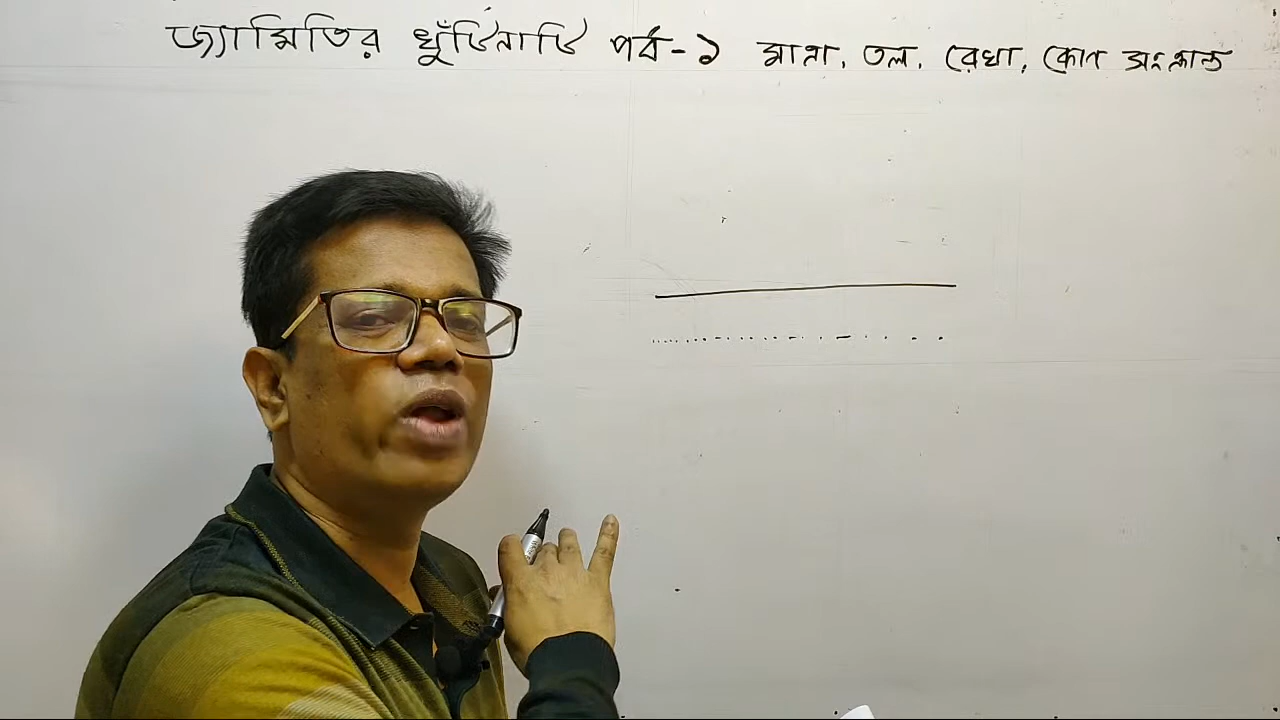 জ্যামিতির খুঁটিনাটি পর্ব-১ মাত্রা, তল, রেখা, কোণ সংক্রান্ত